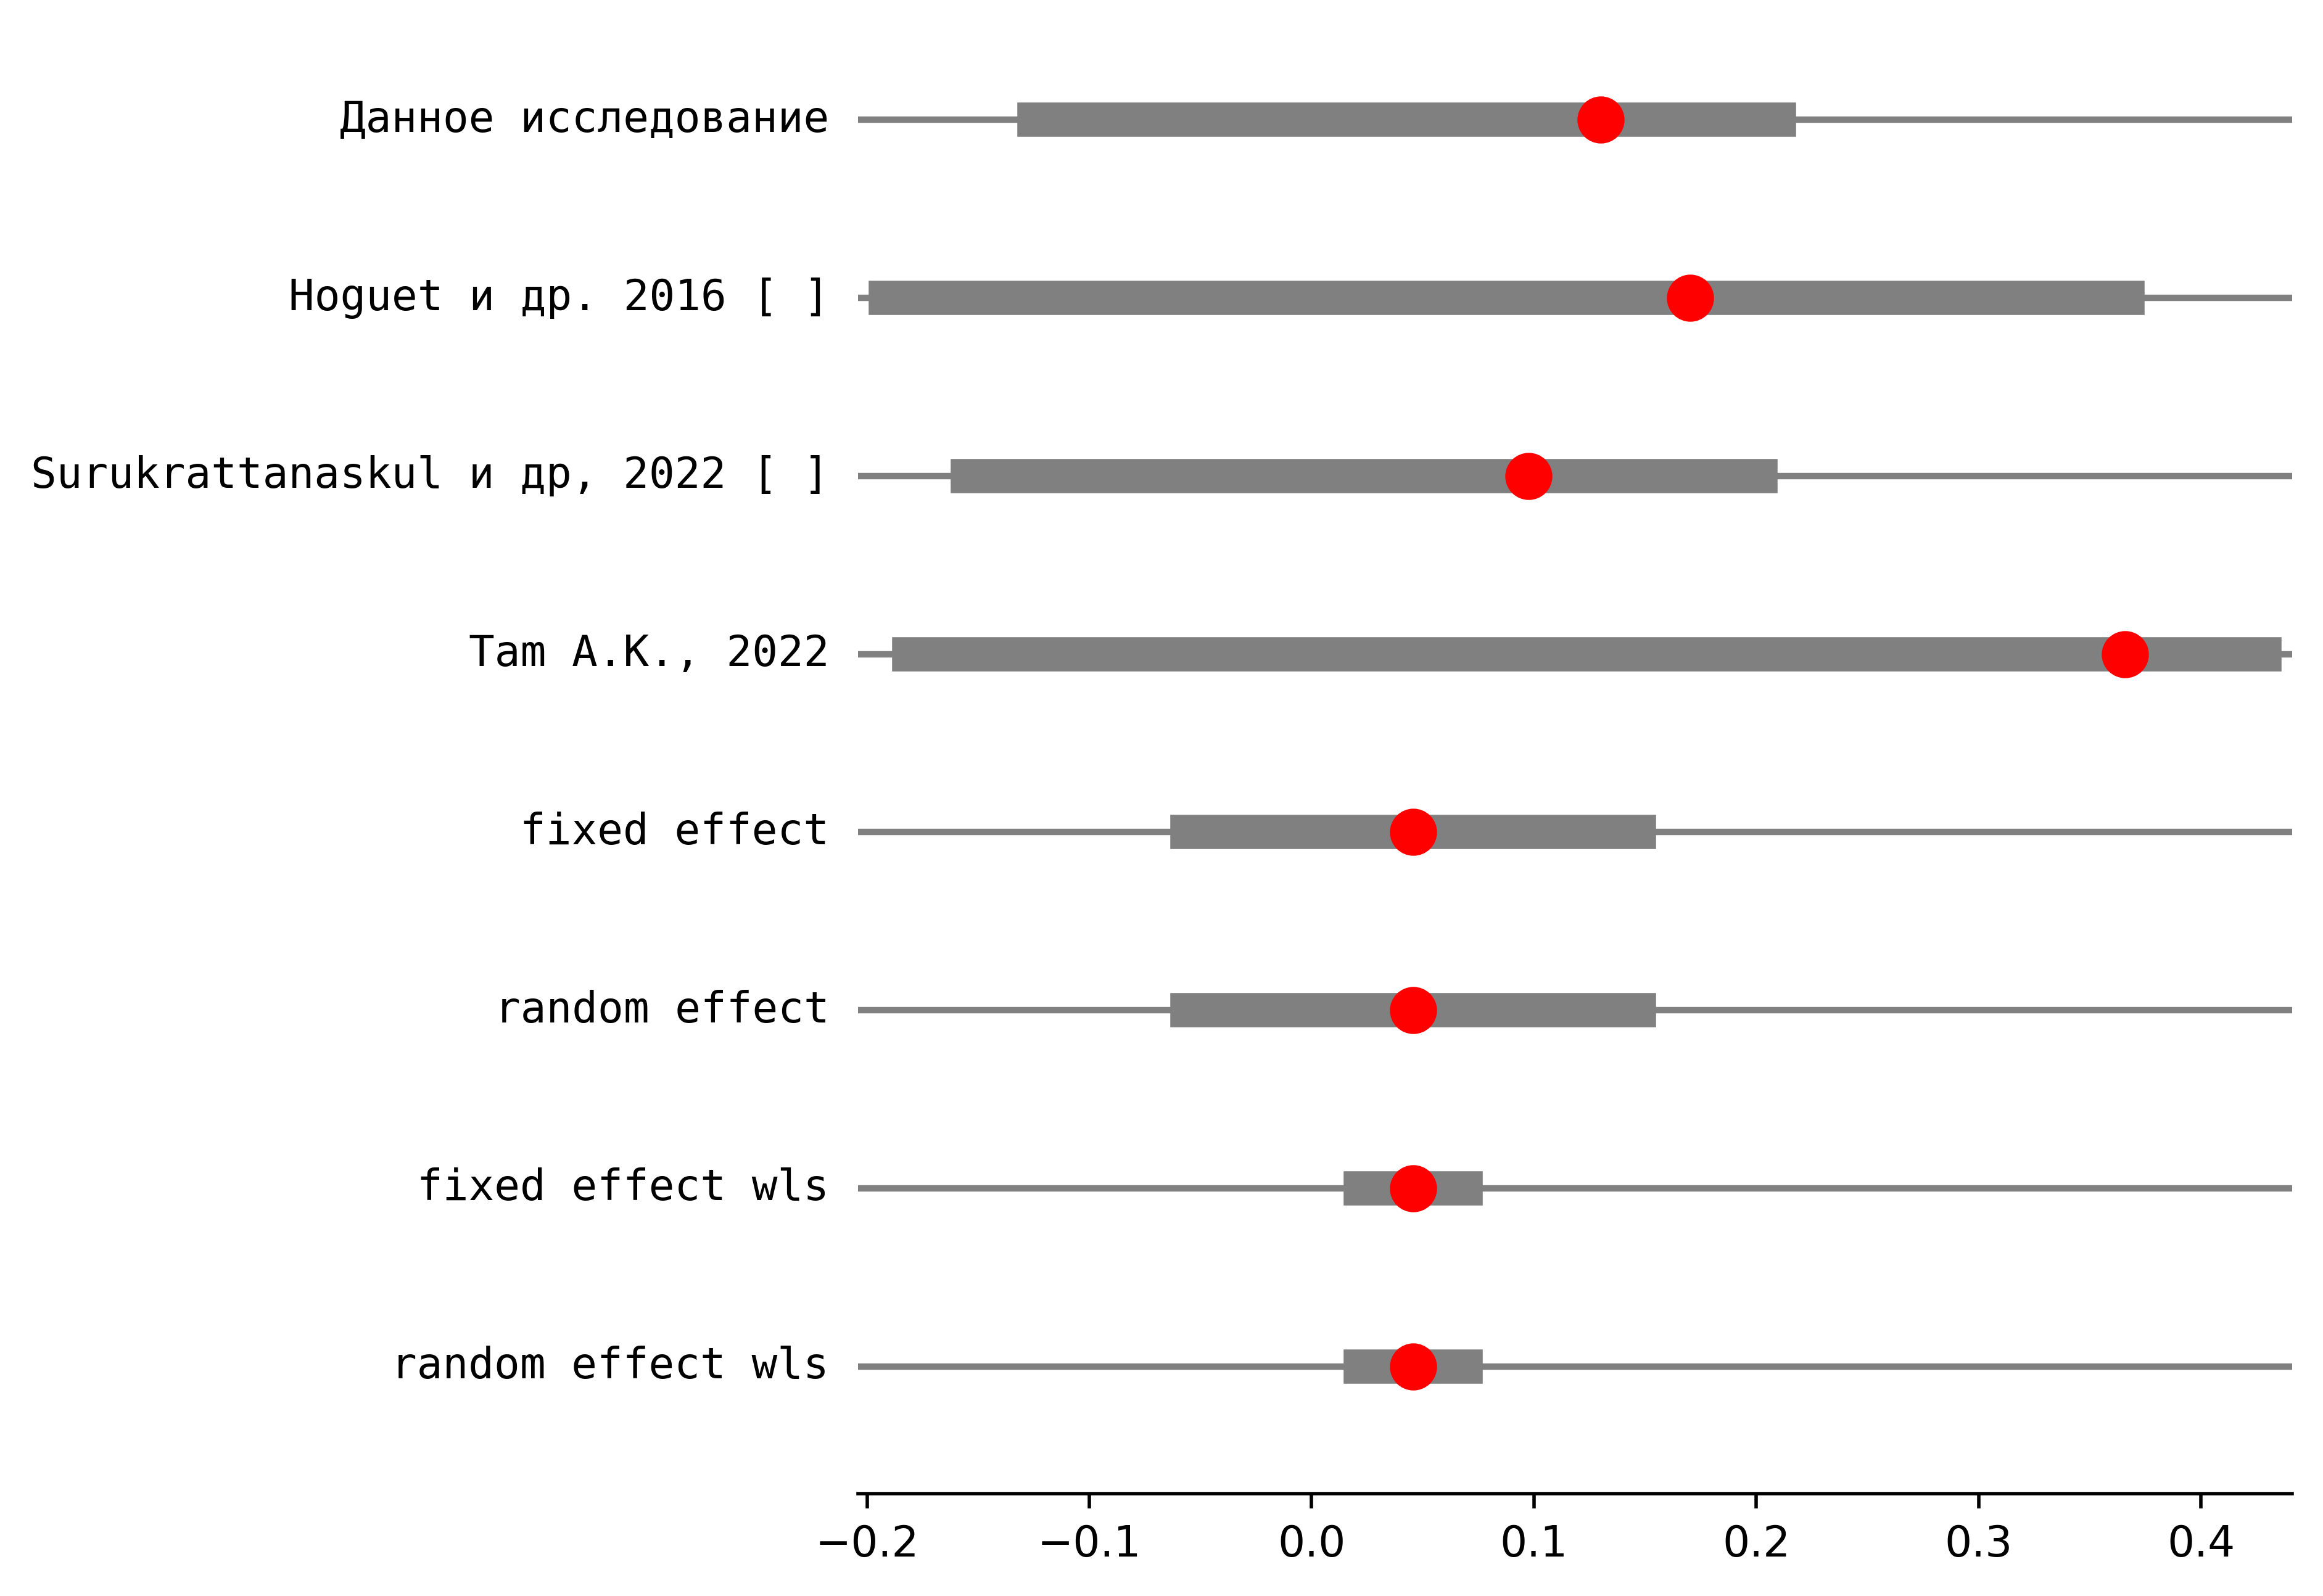 Данное исследование
Hoguet и др. 2016 [ ]
Surukrattanaskul и др, 2022 [ ]
Tam A.K., 2022
fixed effect
random effect
fixed effect wls
random effect wls
−0.2 −0.1 0.0 0.1 0.2 0.3 0.4